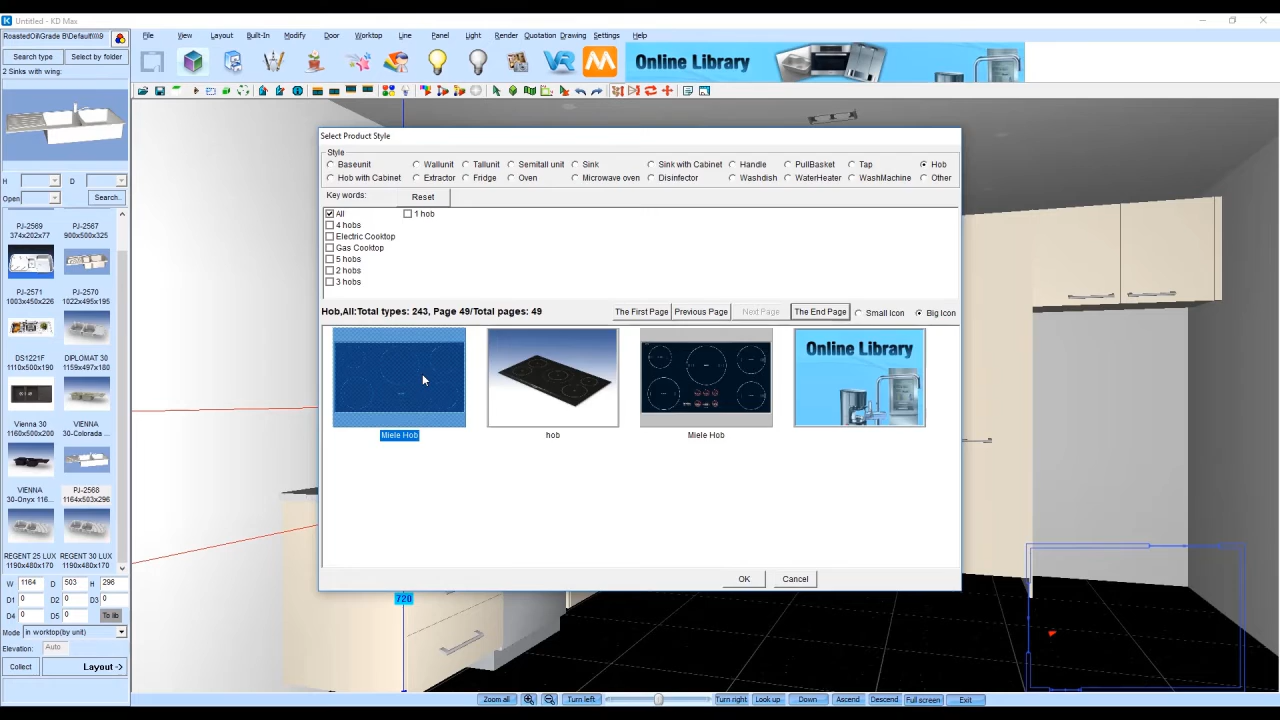 Untitled - KD Max
RoastedOil\Grade B\Default\\\\9
File View Layout Built-In Modify Door Worktop Line Panel Light Render Quotation Drawing Window Settings Help
Search type Select by folder
2 Sinks with wing:
VR
Online Library
H D
Open Search..
PJ-2569 PJ-2567
374x202x77 900x500x325
PJ-2571 PJ-2570
1003x450x226 1022x495x195
DS1221F DIPLOMAT 30
1159x497x180
Vienna 30 VIENNA
1160x500x200 30-Colorada ...
VIENNA PJ-2568
30-Onyx 116... 1164x503x296
REGENT 25 LUX REGENT 30 LUX
1190x480x170 1190x480x170
W 1164 D 503 H 296
D1 0 D2 0 D3 0
D4 0 D5 0 To lib
Mode in worktop(by unit)
Elevation: Auto
Collect Layout ->
Select Product Style
Style
Baseunit Wallunit Tallunit Semitall unit Sink Sink with Cabinet Handle PullBasket Tap Hob
Hob with Cabinet Extractor Fridge Oven Microwave oven Disinfector Washdish WaterHeater WashMachine Other
Key words: Reset
All 1 hob
4 hobs
Electric Cooktop
Gas Cooktop
5 hobs
2 hobs
3 hobs
Hob,All:Total types: 243, Page 49/Total pages: 49 The First Page Previous Page Next Page The End Page Small Icon Big Icon
Online Library
Miele Hob hob Miele Hob
OK Cancel
720
Zoom all Turn left Turn right Look up Down Ascend Descend Full screen Exit